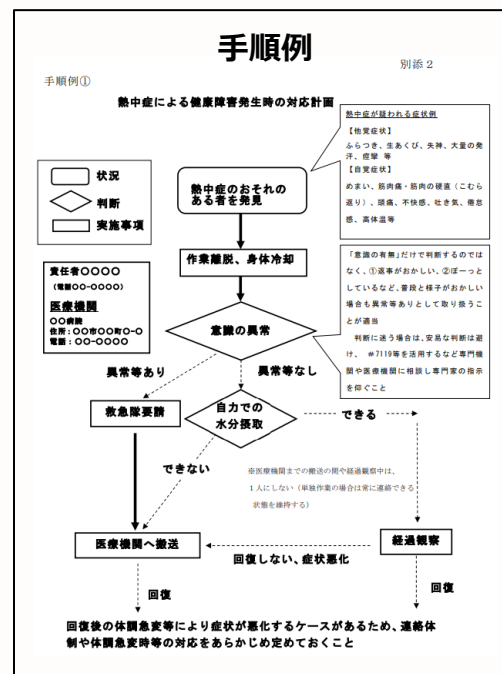 手順例
別添２
手順例①
熱中症による健康障害発生時の対応計画
熱中症が疑われる症状例
【他覚症状】
ふらつき、生あくび、失神、大量の発
汗、痙攣 等
【自覚症状】
めまい、筋肉痛・筋肉の硬直（こむら
返り）、頭痛、不快感、吐き気、倦怠
感、高体温等
状況
判断
実施事項
熱中症のおそれの
ある者を発見
作業離脱、身体冷却
責任者〇〇〇〇
（電話〇〇-〇〇〇〇）
医療機関
〇〇病院
住所：〇〇市〇〇町〇-〇
電話：〇〇-〇〇〇〇
「意識の有無」だけで判断するのでは
なく、①返事がおかしい、②ぼーっと
しているなど、普段と様子がおかしい
場合も異常等ありとして取り扱うこ
とが適当
判断に迷う場合は、安易な判断は避
け、 #7119等を活用するなど専門機
関や医療機関に相談し専門家の指示
を仰ぐこと
意識の異常
異常等あり
異常等なし
救急隊要請
自力での
水分摂取
できる
できない
※医療機関までの搬送の間や経過観察中は、
１人にしない（単独作業の場合は常に連絡できる
状態を維持する）
医療機関へ搬送
経過観察
回復しない、症状悪化
回復
回復
回復後の体調急変等により症状が悪化するケースがあるため、連絡体
制や体調急変時等の対応をあらかじめ定めておくこと